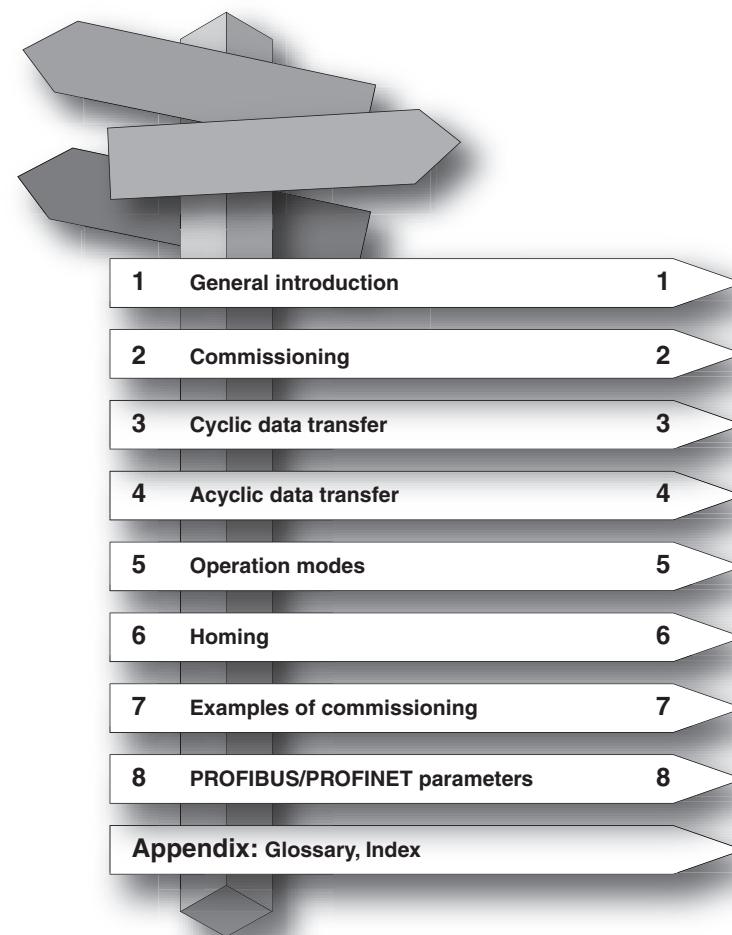 1 General introduction 1
2 Commissioning 2
3 Cyclic data transfer 3
4 Acyclic data transfer 4
5 Operation modes 5
6 Homing 6
7 Examples of commissioning 7
8 PROFIBUS/PROFINET parameters 8
Appendix: Glossary, Index